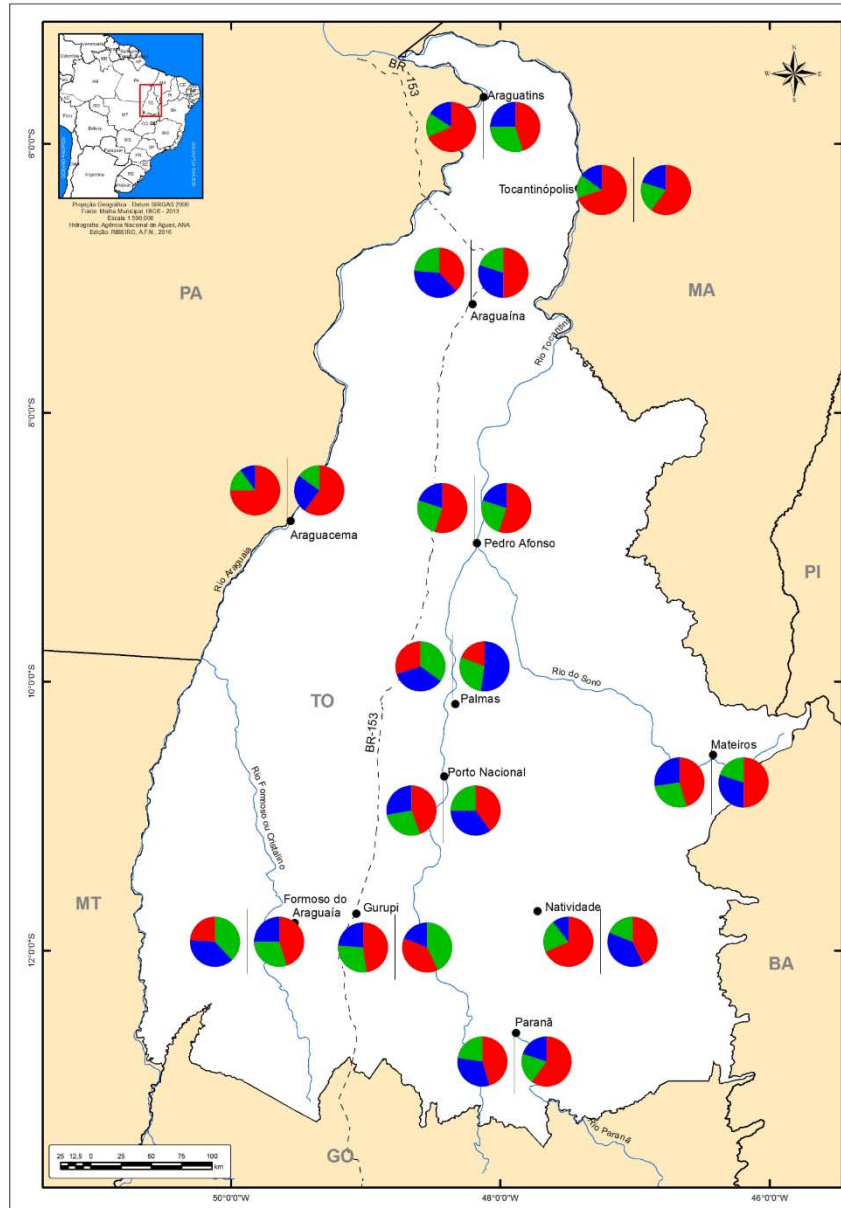 N
W E
S
Projeção Geográfica - Datum SIRGAS 2000
Fonte: Malha Municipal, IBGE - 2013
Escala 1:590.000
Hidrografia: Agência Nacional de Águas, ANA
Edição: RIBEIRO, A.F.N., 2016
BR-153
Araguatins
6°0'0"S
Tocantinópolis
PA
MA
Araguaína
Rio Tocantins
8°0'0"S
Araguacema
Pedro Afonso
Rio Araguaia
PI
Rio do Sono
10°0'0"S
TO
Palmas
BR-153
Mateiros
Porto Nacional
Rio Formoso ou Cristalino
MT
Formoso do
Araguaía
Gurupi
Natividade
12°0'0"S
BA
Paranã
Rio Paranã
GO
25 12,5 0 25 50 75 100
km
50°0'0"W 48°0'0"W 46°0'0"W